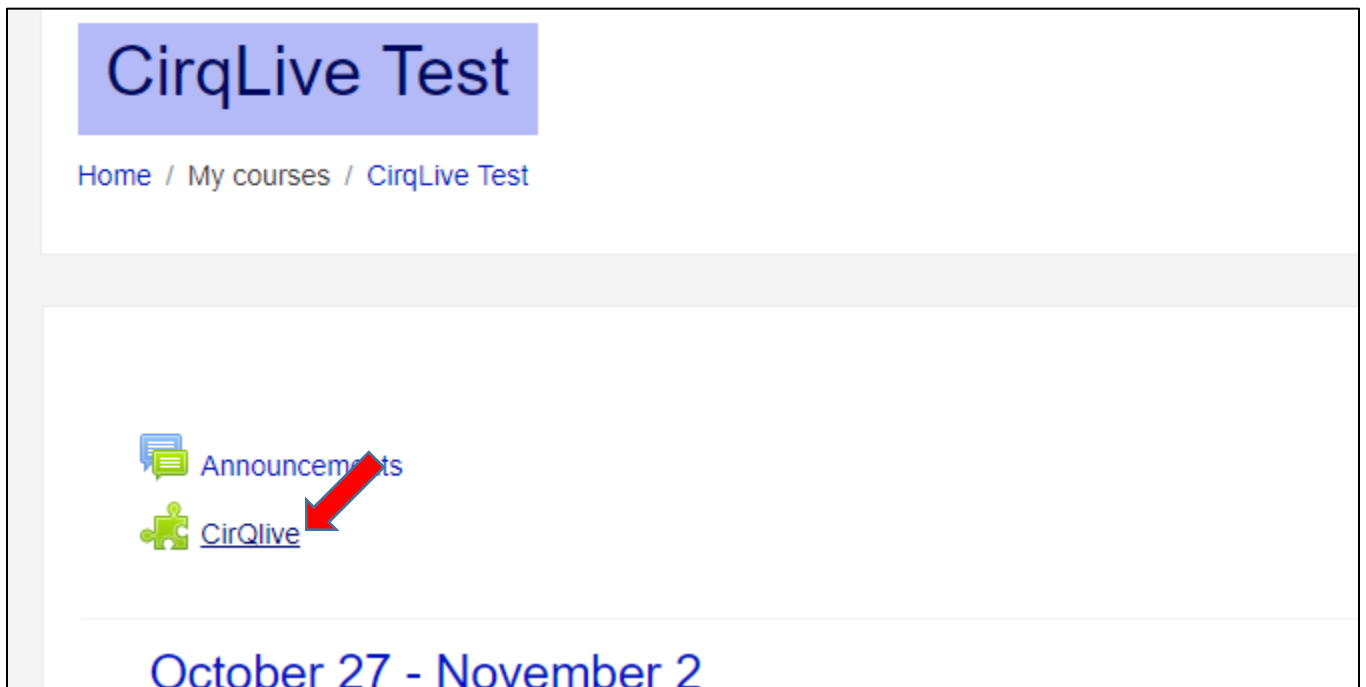 CirqLive Test
Home / My courses / CirqLive Test
Announcements
CirQlive
October 27 - November 2